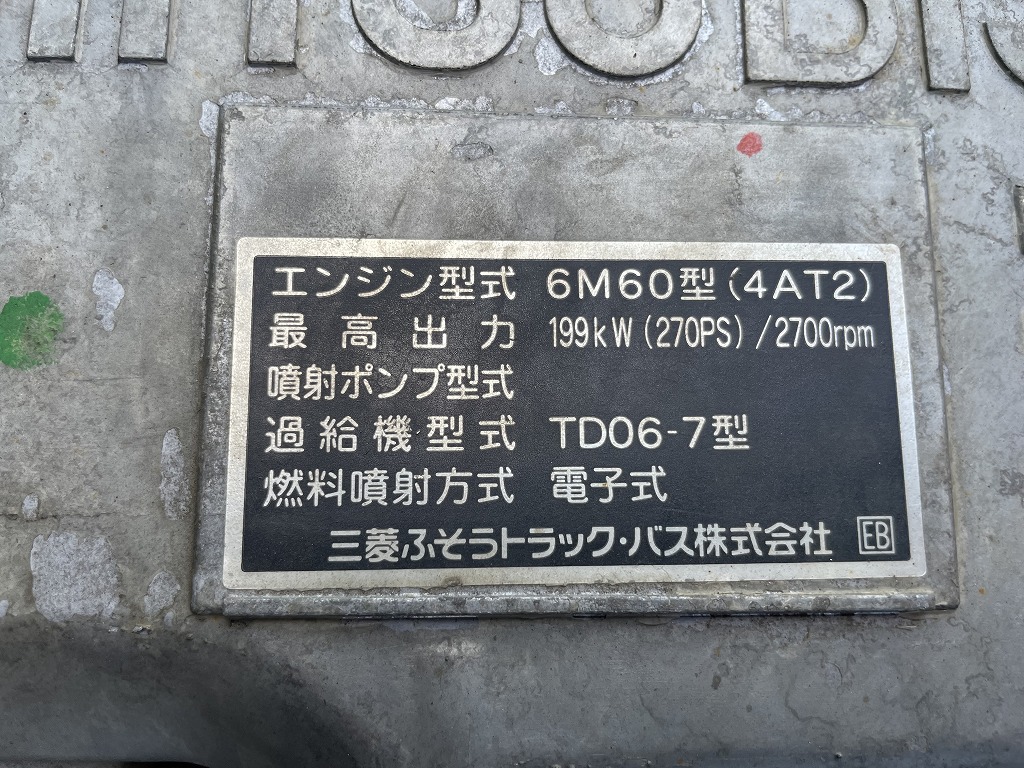 エンジン型式 6M60型(4AT2)
最高出力 199kW(270PS)/2700rpm
噴射ポンプ型式
過給機型式 TD06-7型
燃料噴射方式 電子式
三菱ふそうトラック・バス株式会社 EB